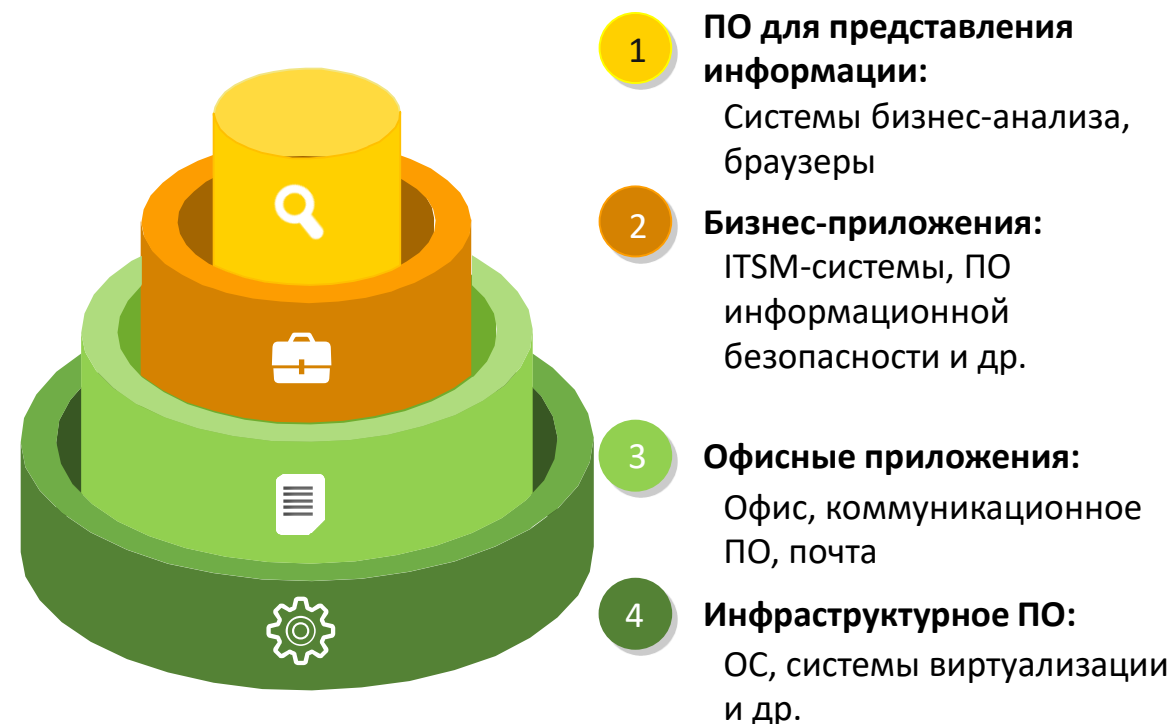 1
ПО для представления
информации:
Системы бизнес-анализа,
браузеры
2
Бизнес-приложения:
ITSM-системы, ПО
информационной
безопасности и др.
3
Офисные приложения:
Офис, коммуникационное
ПО, почта
4
Инфраструктурное ПО:
ОС, системы виртуализации
и др.